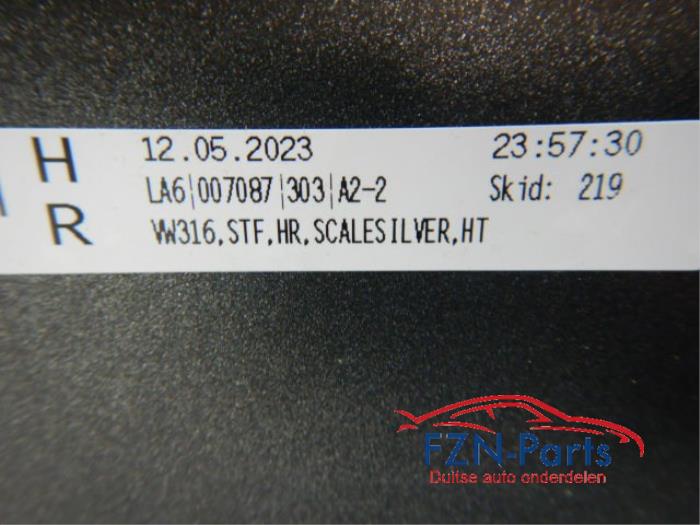 H 12.05.2023 23:57:30
LA6|007087|303|A2-2 Skid: 219
R VW316,STF,HR,SCALESILVER,HT
FZN-Parts
Duitse auto onderdelen